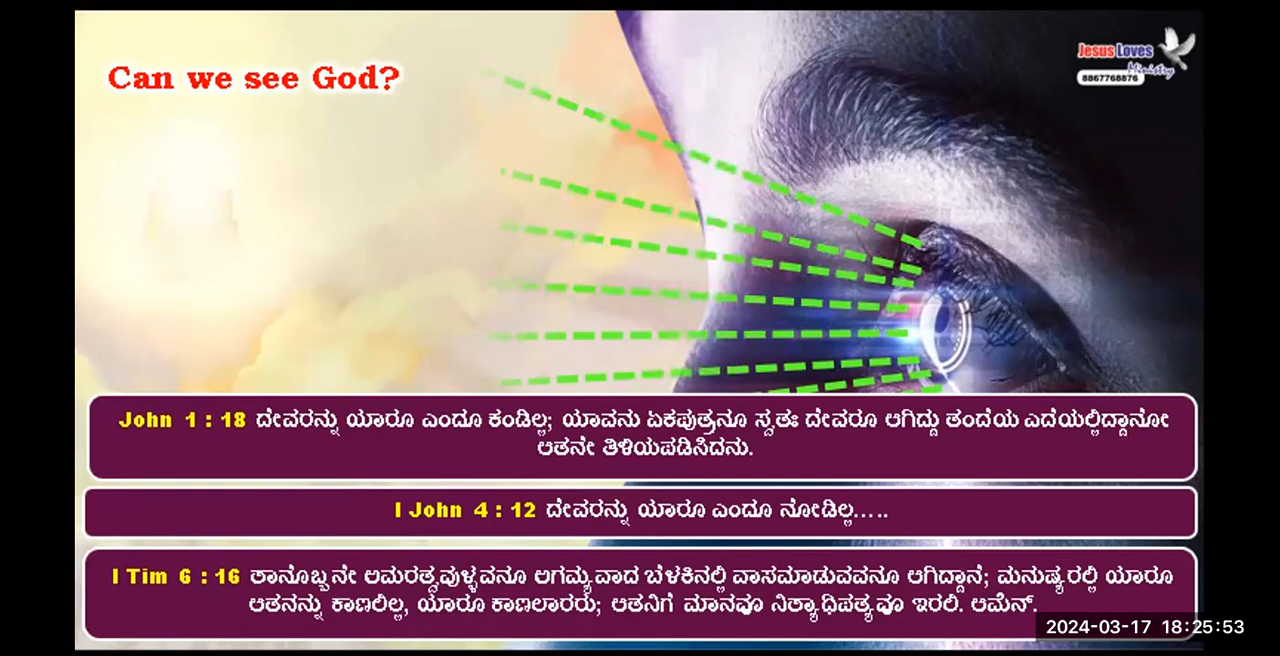 Can we see God?
Jesus Loves
Ministry
8867768876
John 1 : 18 ದೇವರನ್ನು ಯಾರೂ ಎಂದೂ ಕಂಡಿಲ್ಲ; ಯಾವನು ಏಕಪುತ್ರನೂ ಸ್ವತಃ ದೇವರೂ ಆಗಿದ್ದು ತಂದೆಯ ಎದೆಯಲ್ಲಿದ್ದಾನೋ
ಆತನೇ ತಿಳಿಯಪಡಿಸಿದನು.
I John 4 : 12 ದೇವರನ್ನು ಯಾರೂ ಎಂದೂ ನೋಡಿಲ್ಲ.....
I Tim 6 : 16 ತಾನೊಬ್ಬನೇ ಅಮರತ್ವವುಳ್ಳವನೂ ಅಗಮ್ಯವಾದ ಬೆಳಕಿನಲ್ಲಿ ವಾಸಮಾಡುವವನೂ ಆಗಿದ್ದಾನೆ; ಮನುಷ್ಯರಲ್ಲಿ ಯಾರೂ
ಆತನನ್ನು ಕಾಣಲಿಲ್ಲ, ಯಾರೂ ಕಾಣಲಾರರು; ಆತನಿಗೆ ಮಾನವೂ ನಿತ್ಯಾಧಿಪತ್ಯವೂ ಇರಲಿ. ಆಮೆನ್.
2024-03-17 18:25:53